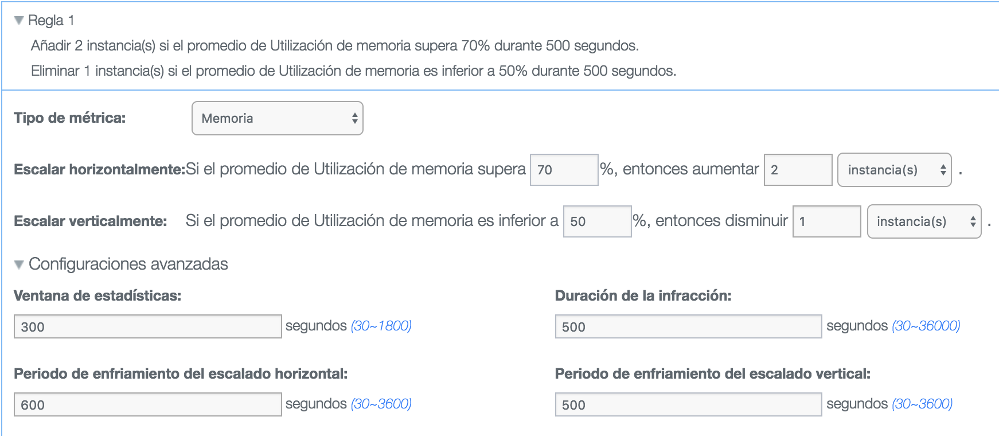 Regla 1
Añadir 2 instancia(s) si el promedio de Utilización de memoria supera 70% durante 500 segundos.
Eliminar 1 instancia(s) si el promedio de Utilización de memoria es inferior a 50% durante 500 segundos.
Tipo de métrica: Memoria
Escalar horizontalmente:Si el promedio de Utilización de memoria supera 70 %, entonces aumentar 2 instancia(s) .
Escalar verticalmente: Si el promedio de Utilización de memoria es inferior a 50 %, entonces disminuir 1 instancia(s) .
Configuraciones avanzadas
Ventana de estadísticas: Duración de la infracción:
300 segundos (30~1800) 500 segundos (30~36000)
Periodo de enfriamiento del escalado horizontal: Periodo de enfriamiento del escalado vertical:
600 segundos (30~3600) 500 segundos (30~3600)